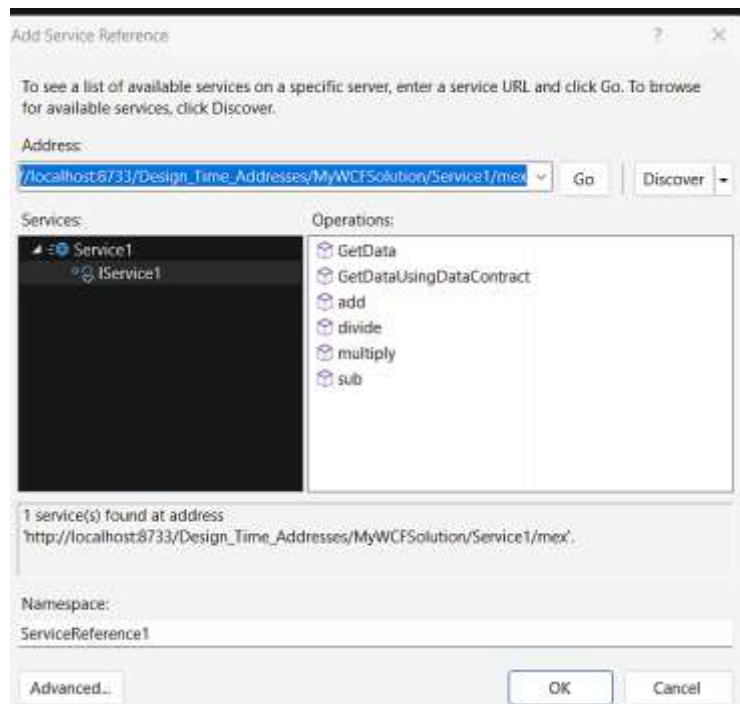 Add Service Reference
To see a list of available services on a specific server, enter a service URL and click Go. To browse
for available services, click Discover.
Address:
//localhost:8733/Design_Time_Addresses/MyWCFSolution/Service1/mex
Go
Discover
Services:
Operations:
Service1
IService1
GetData
GetDataUsingDataContract
add
divide
multiply
sub
1 service(s) found at address
'http://localhost:8733/Design_Time_Addresses/MyWCFSolution/Service1/mex'.
Namespace:
ServiceReference1
Advanced...
OK
Cancel